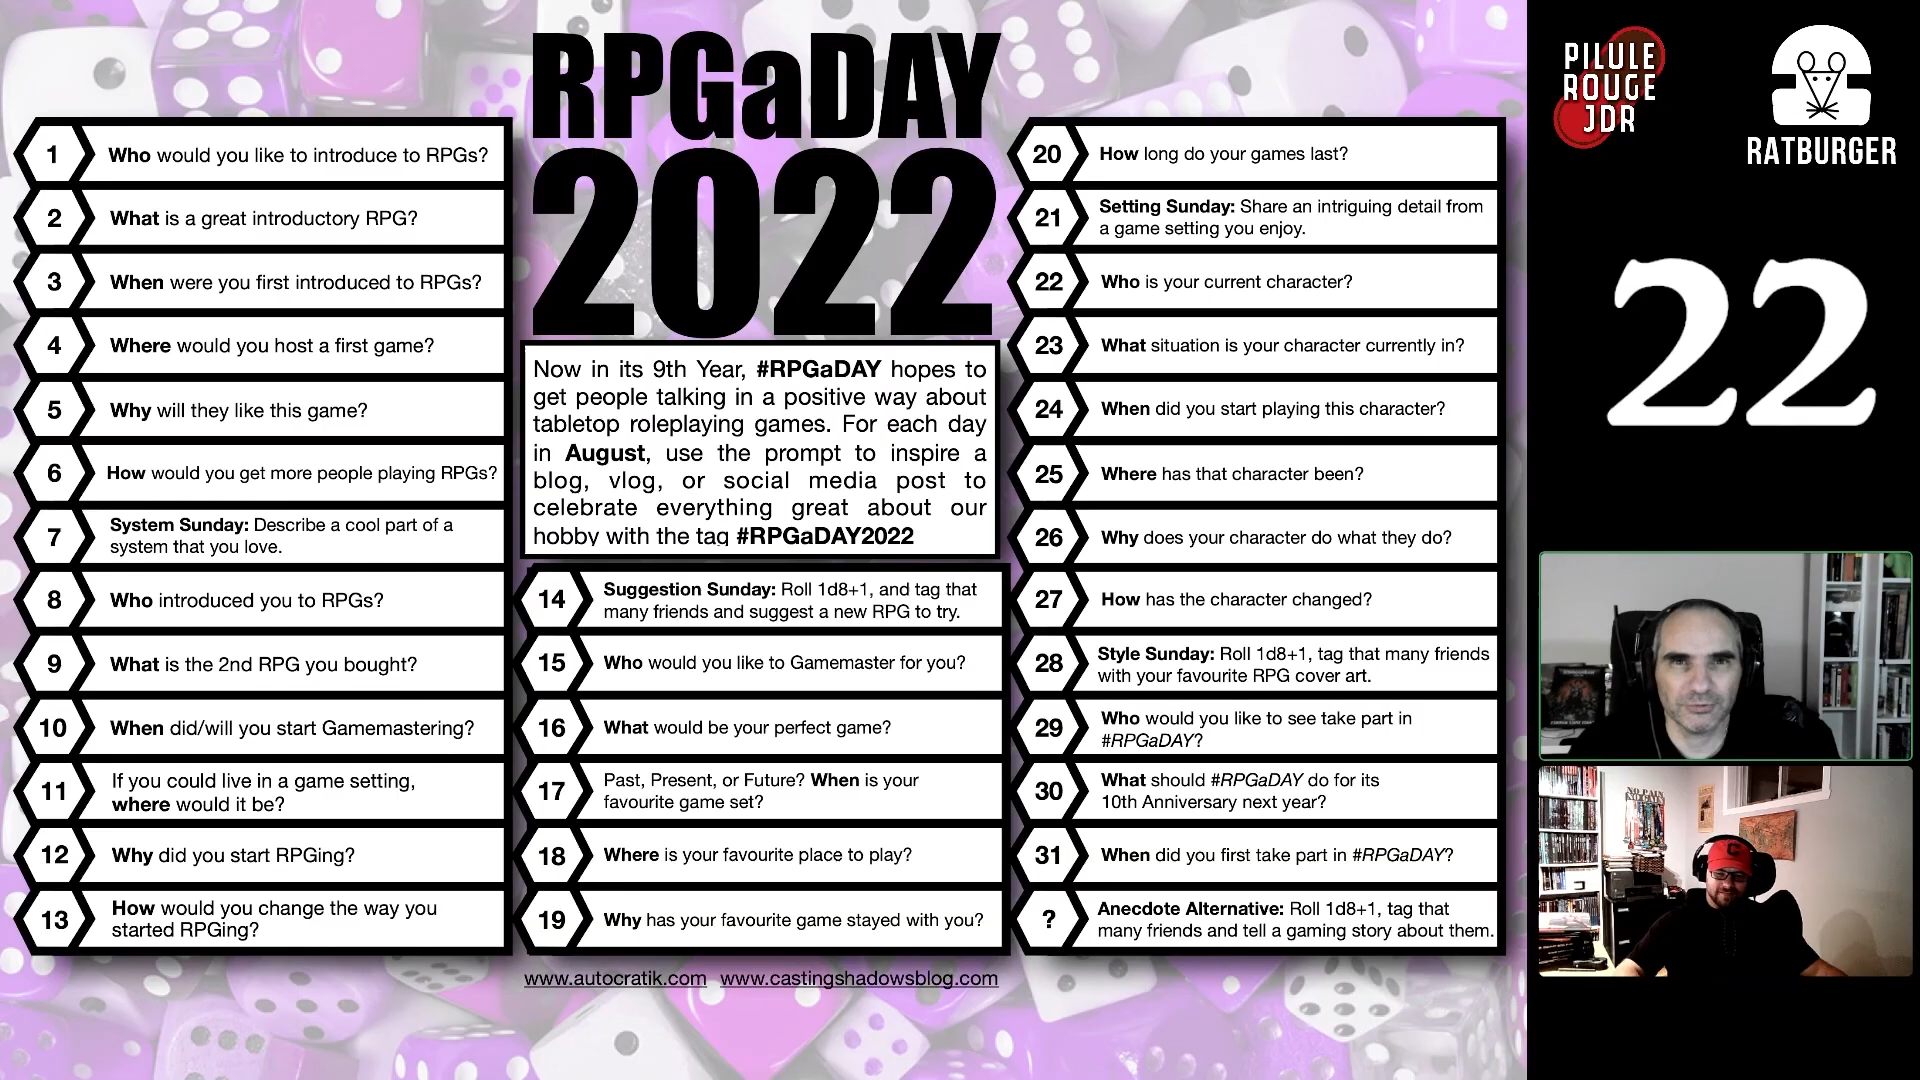 RPGaDAY
2022
1
Who would you like to introduce to RPGs?
2
What is a great introductory RPG?
3
When were you first introduced to RPGs?
4
Where would you host a first game?
5
Why will they like this game?
6
How would you get more people playing RPGs?
7
System Sunday: Describe a cool part of a
system that you love.
8
Who introduced you to RPGs?
9
What is the 2nd RPG you bought?
10
When did/will you start Gamemastering?
11
If you could live in a game setting,
where would it be?
12
Why did you start RPGing?
13
How would you change the way you
started RPGing?
Now in its 9th Year, #RPGaDAY hopes to
get people talking in a positive way about
tabletop roleplaying games. For each day
in August, use the prompt to inspire a
blog, vlog, or social media post to
celebrate everything great about our
hobby with the tag #RPGaDAY2022
14
Suggestion Sunday: Roll 1d8+1, and tag that
many friends and suggest a new RPG to try.
15
Who would you like to Gamemaster for you?
16
What would be your perfect game?
17
Past, Present, or Future? When is your
favourite game set?
18
Where is your favourite place to play?
19
Why has your favourite game stayed with you?
www.autocratik.com www.castingshadowsblog.com
20
How long do your games last?
21
Setting Sunday: Share an intriguing detail from
a game setting you enjoy.
22
Who is your current character?
23
What situation is your character currently in?
24
When did you start playing this character?
25
Where has that character been?
26
Why does your character do what they do?
27
How has the character changed?
28
Style Sunday: Roll 1d8+1, tag that many friends
with your favourite RPG cover art.
29
Who would you like to see take part in
#RPGaDAY?
30
What should #RPGaDAY do for its
10th Anniversary next year?
31
When did you first take part in #RPGaDAY?
?
Anecdote Alternative: Roll 1d8+1, tag that
many friends and tell a gaming story about them.
PILULE
ROUGE
JDR
RATBURGER
22
NO PAIN